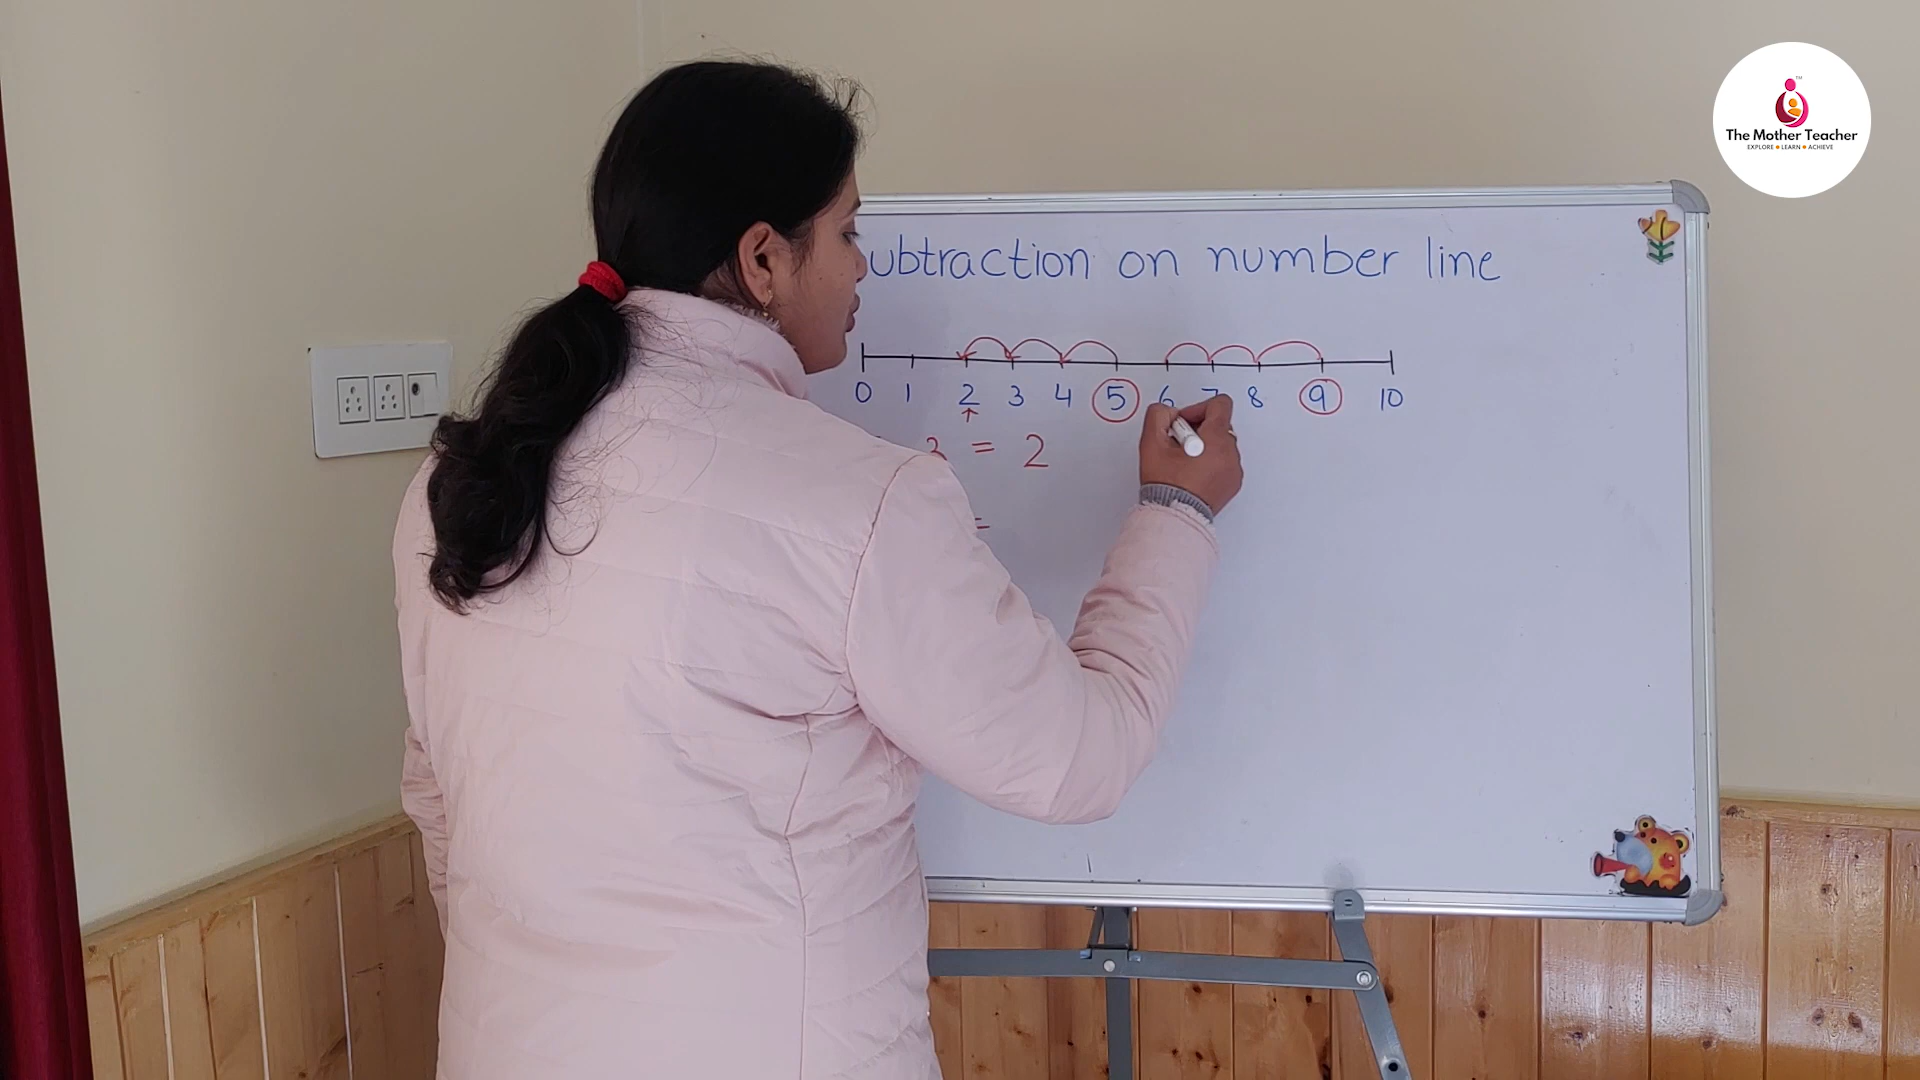 The Mother Teacher
EXPLORE • LEARN • ACHIEVE
ubtraction on number line
0 1 2 3 4 5 6 7 8 9 10
3 = 2
=